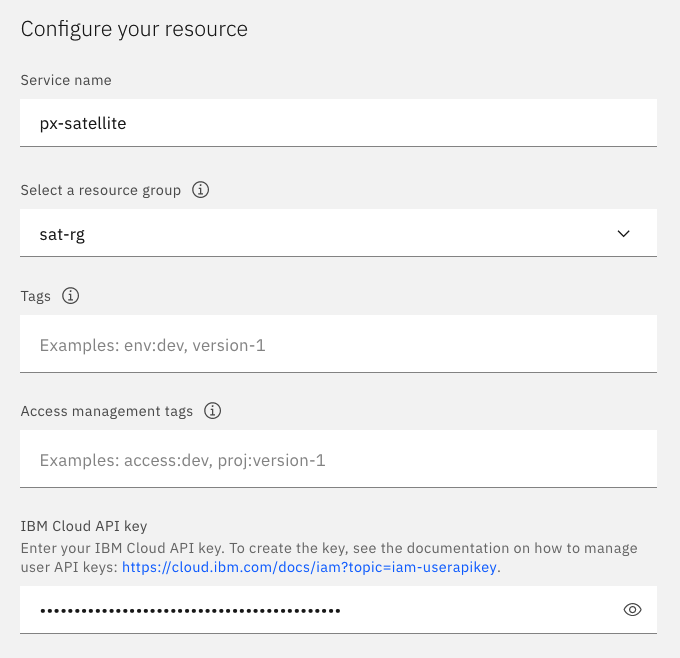 Configure your resource
Service name
px-satellite
Select a resource group
sat-rg
Tags
Examples: env:dev, version-1
Access management tags
Examples: access:dev, proj:version-1
IBM Cloud API key
Enter your IBM Cloud API key. To create the key, see the documentation on how to manage
user API keys: https://cloud.ibm.com/docs/iam?topic=iam-userapikey.
••••••••••••••••••••••••••••••••••••••••••••